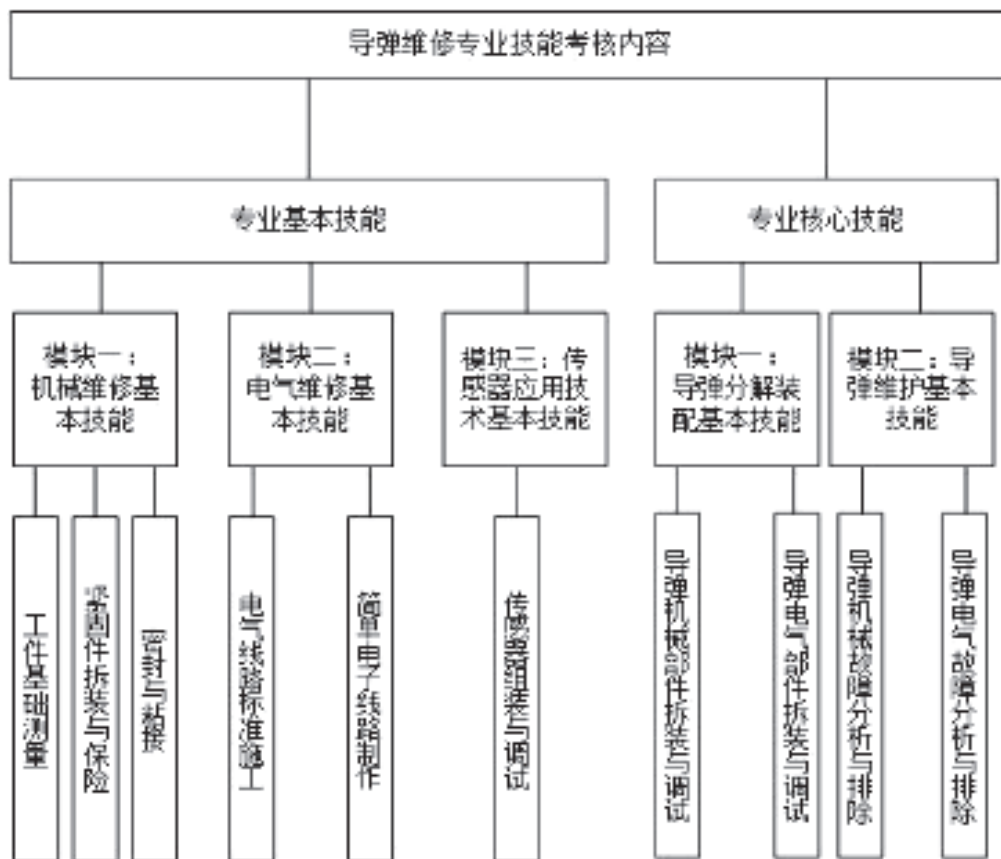 导弹维修专业技能考核内容
专业基本技能
专业核心技能
模块一：
机械维修基
本技能
模块二：
电气维修基
本技能
模块三：传
感器应用技
术基本技能
模块一：
导弹分解装
配基本技能
模块二：导
弹维护基本
技能
工件基础测量
紧固件拆装与保险
密封与粘接
电气线路标准施工
简单电子线路制作
传感器组装与调试
导弹机械部件拆装与调试
导弹电气部件拆装与调试
导弹机械故障分析与排除
导弹电气故障分析与排除